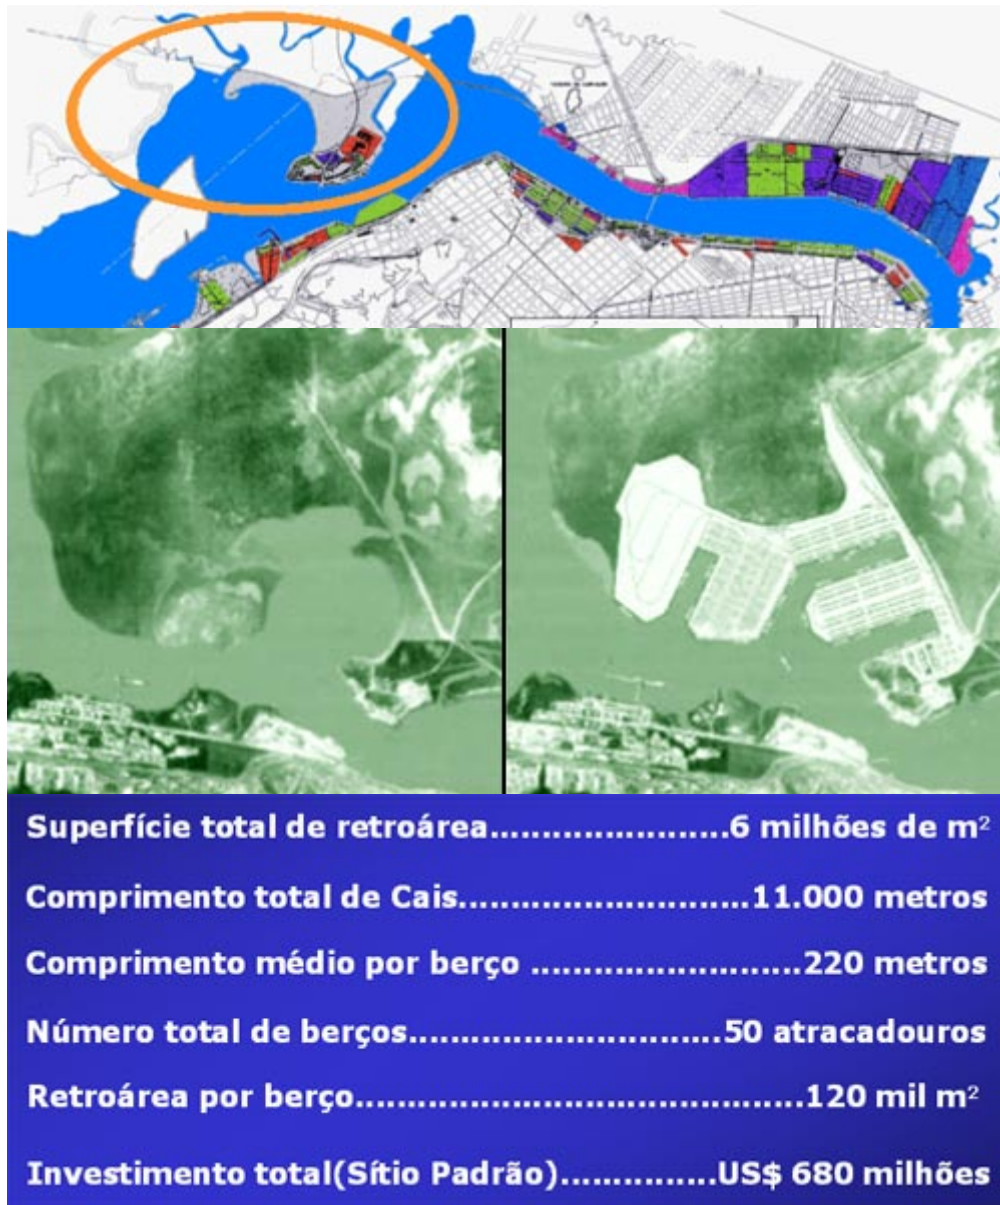 Superfície total de retroárea.......................6 milhões de m²
Comprimento total de Cais............................11.000 metros
Comprimento médio por berço ..........................220 metros
Número total de berços..............................50 atracadouros
Retroárea por berço...........................................120 mil m²
Investimento total(Sítio Padrão)...............US$ 680 milhões